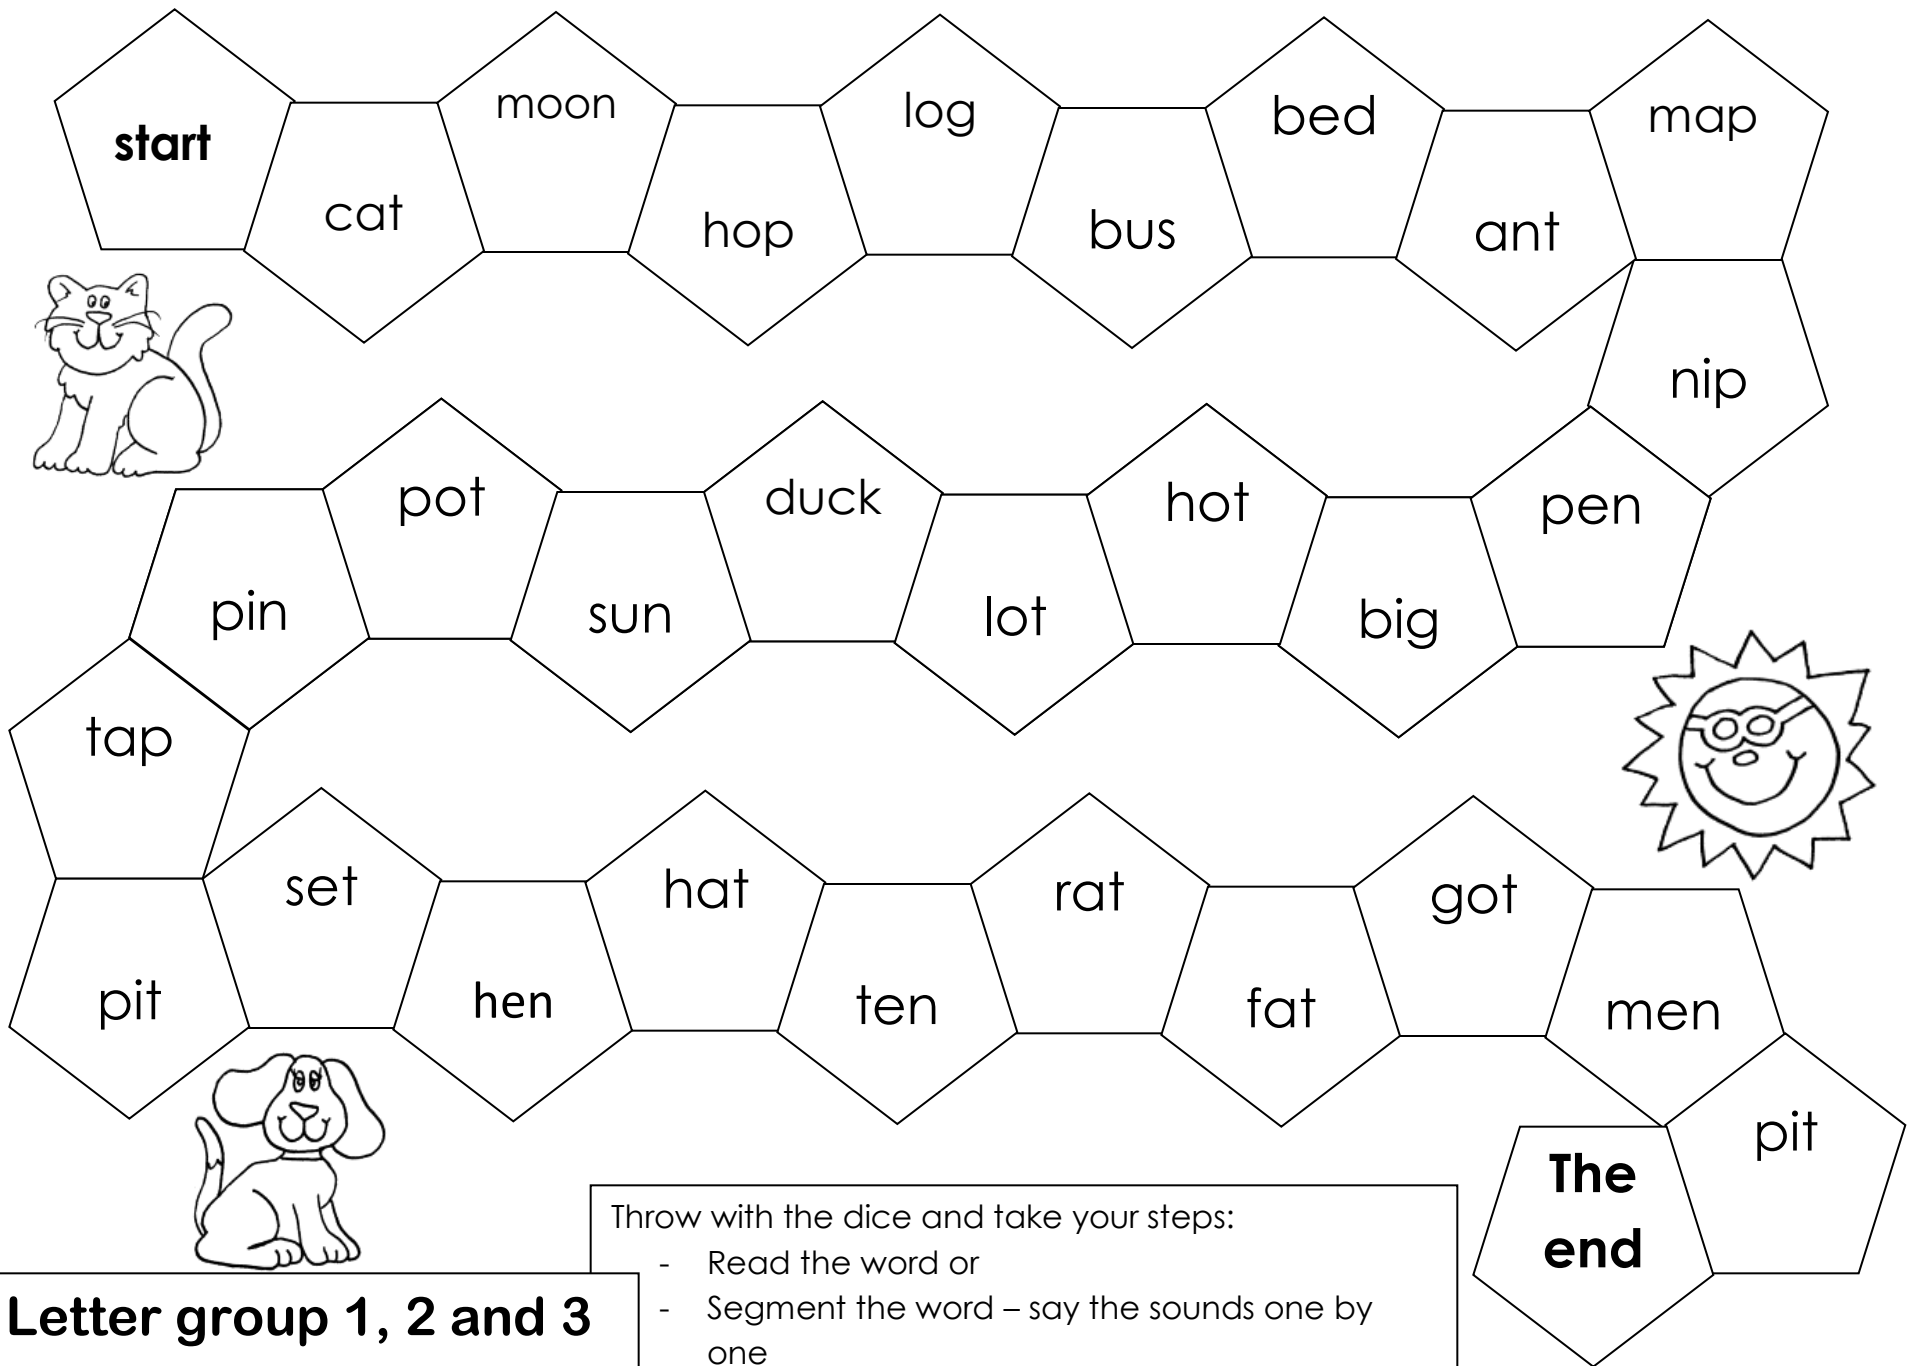 start
cat
moon
hop
log
bus
bed
ant
map
nip
pen
big
hot
lot
duck
sun
pot
pin
tap
pit
set
hen
hat
ten
rat
fat
got
men
pit
The
end
Throw with the dice and take your steps:
- Read the word or
- Segment the word – say the sounds one by
one
Letter group 1, 2 and 3